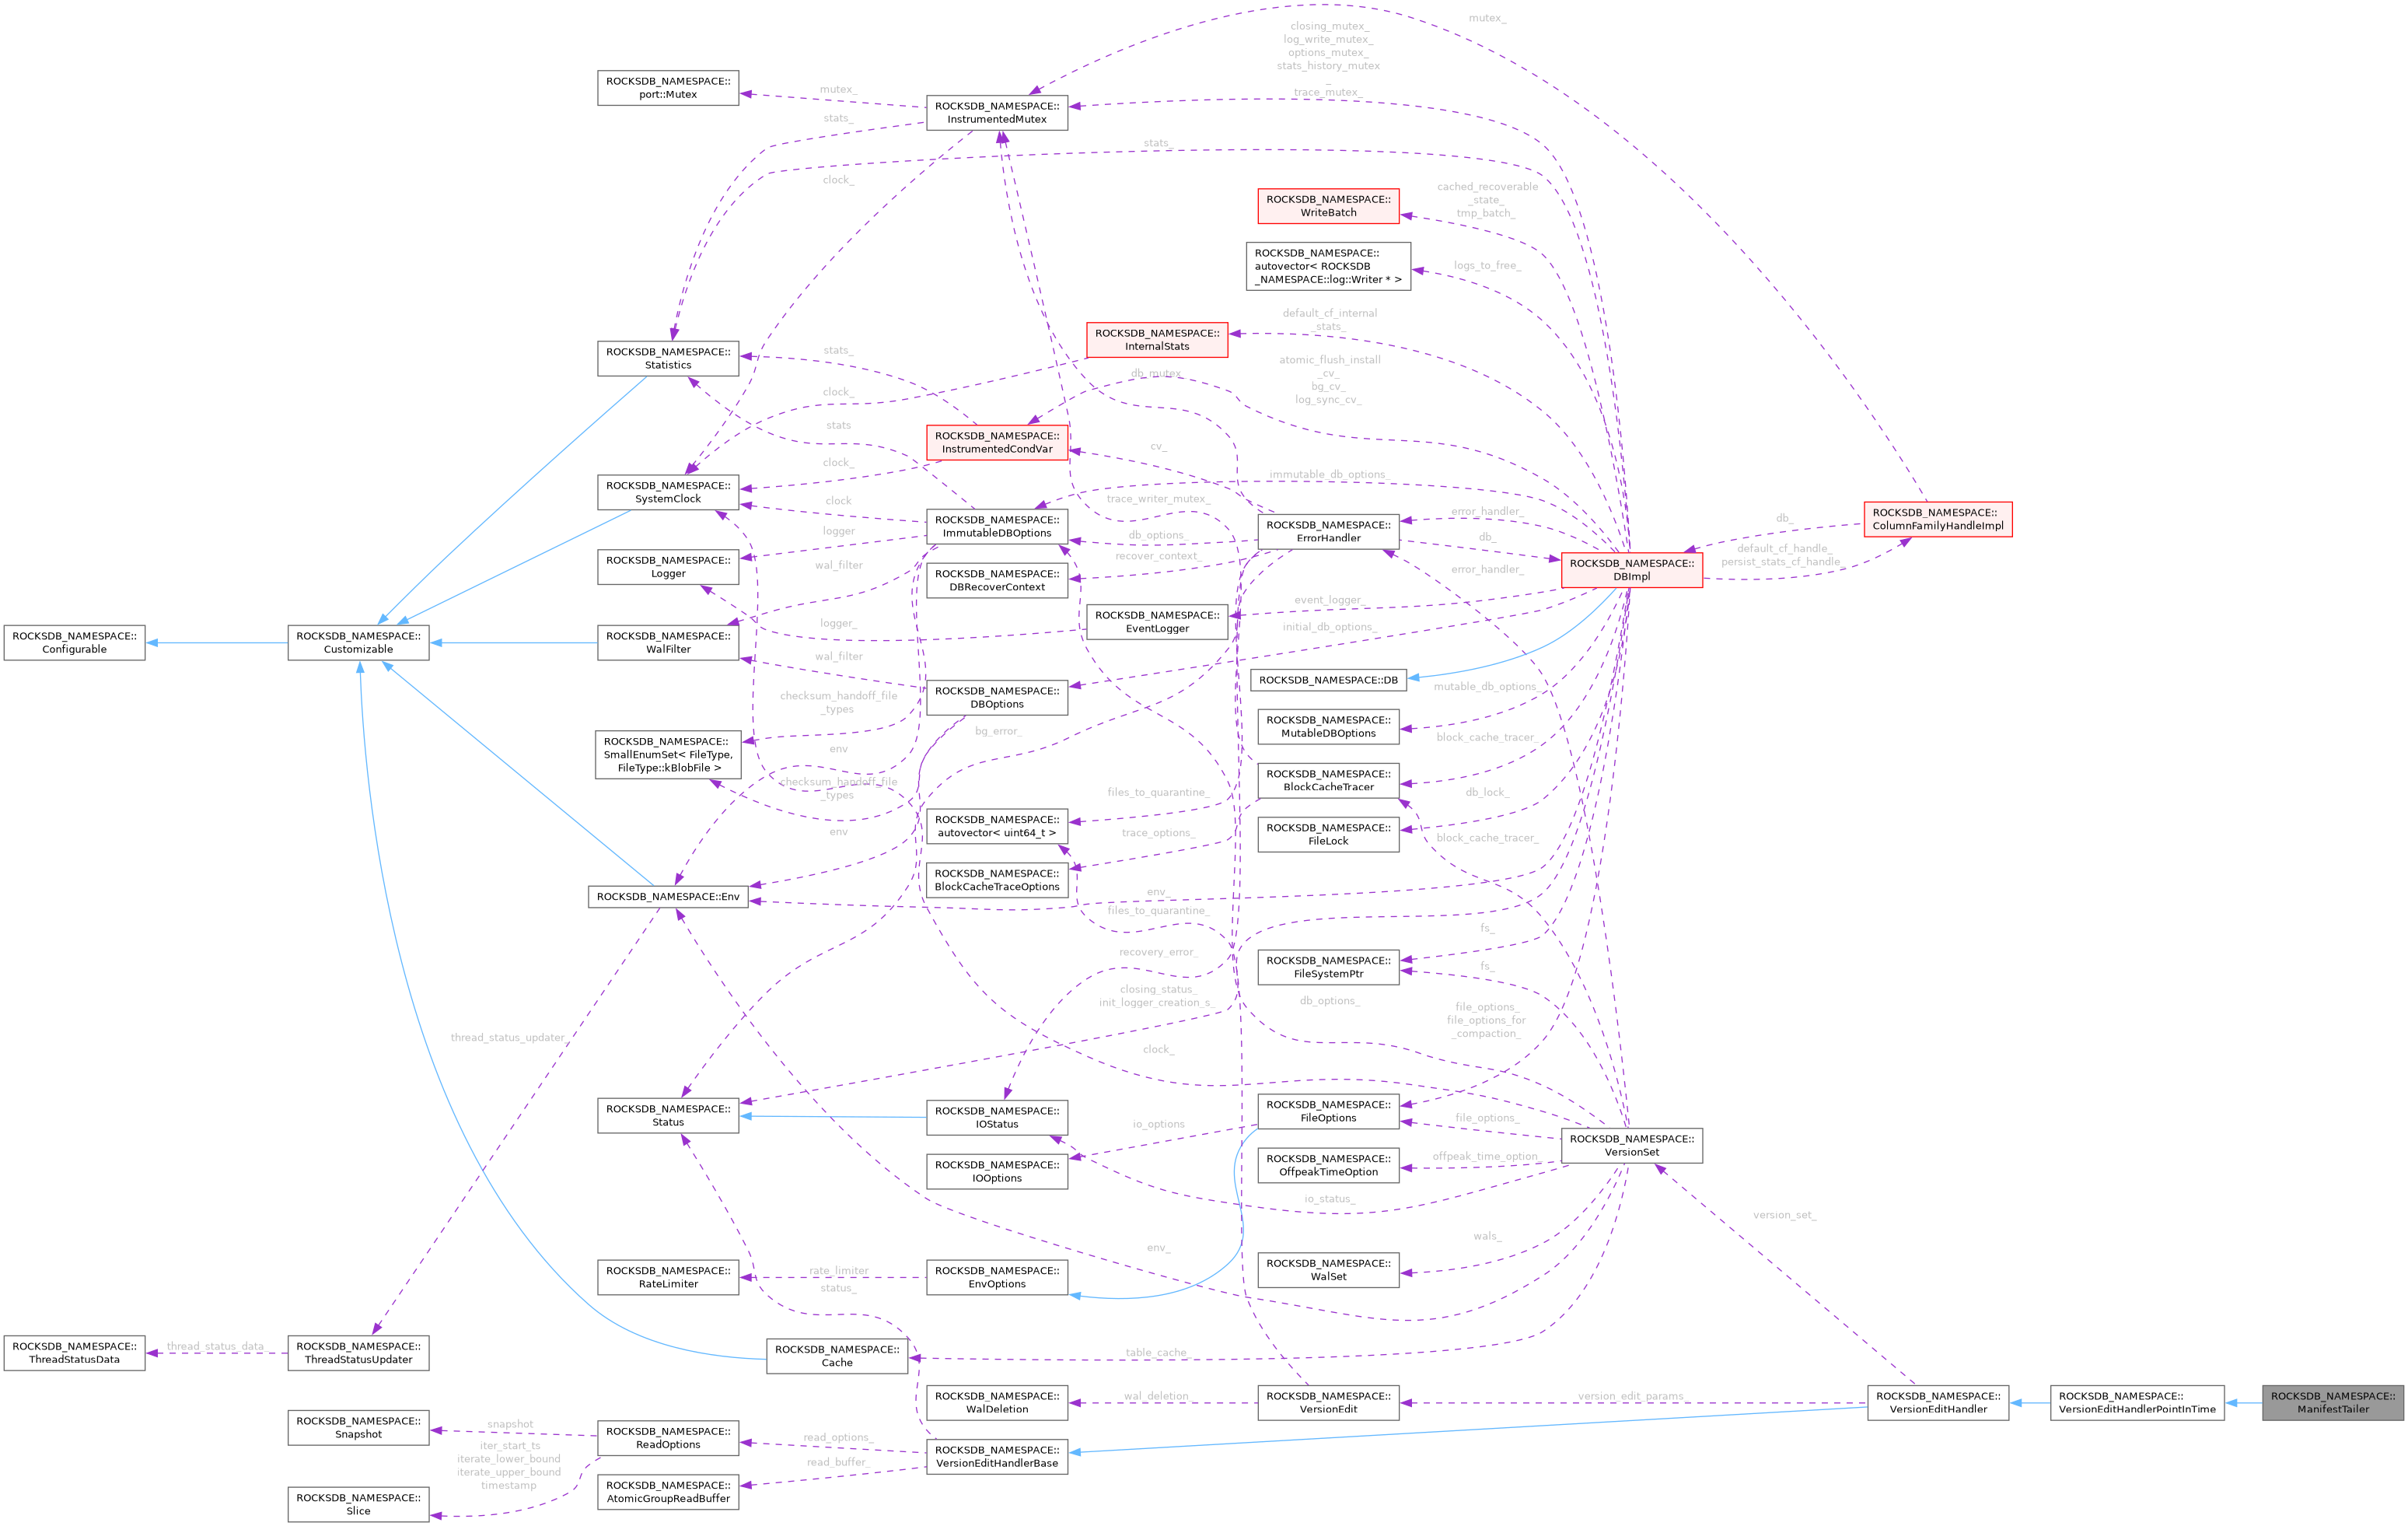 mutex_
closing_mutex_
log_write_mutex_
options_mutex_
stats_history_mutex
_
trace_mutex_
ROCKSDB_NAMESPACE::
port::Mutex
mutex_
ROCKSDB_NAMESPACE::
InstrumentedMutex
stats_
stats_
clock_
ROCKSDB_NAMESPACE::
WriteBatch
cached_recoverable
_state_
tmp_batch_
ROCKSDB_NAMESPACE::
autovector< ROCKSDB
_NAMESPACE::log::Writer * >
logs_to_free_
ROCKSDB_NAMESPACE::
InternalStats
default_cf_internal
_stats_
ROCKSDB_NAMESPACE::
Statistics
stats_
db_mutex_
atomic_flush_install
_cv_
bg_cv_
log_sync_cv_
clock_
stats
ROCKSDB_NAMESPACE::
InstrumentedCondVar
cv_
clock_
immutable_db_options_
ROCKSDB_NAMESPACE::
SystemClock
clock
trace_writer_mutex_
ROCKSDB_NAMESPACE::
ImmutableDBOptions
logger
db_options_
ROCKSDB_NAMESPACE::
ErrorHandler
error_handler_
db_
db_
ROCKSDB_NAMESPACE::
ColumnFamilyHandleImpl
default_cf_handle_
persist_stats_cf_handle_
ROCKSDB_NAMESPACE::
Logger
wal_filter
recover_context_
ROCKSDB_NAMESPACE::
DBRecoverContext
error_handler_
ROCKSDB_NAMESPACE::
DBImpl
event_logger_
ROCKSDB_NAMESPACE::
EventLogger
logger_
initial_db_options_
ROCKSDB_NAMESPACE::
Configurable
ROCKSDB_NAMESPACE::
Customizable
ROCKSDB_NAMESPACE::
WalFilter
wal_filter
ROCKSDB_NAMESPACE::DB
ROCKSDB_NAMESPACE::
DBOptions
mutable_db_options_
checksum_handoff_file
_types
ROCKSDB_NAMESPACE::
MutableDBOptions
bg_error_
ROCKSDB_NAMESPACE::
SmallEnumSet< FileType,
FileType::kBlobFile >
env
block_cache_tracer_
checksum_handoff_file
_types
ROCKSDB_NAMESPACE::
BlockCacheTracer
files_to_quarantine_
db_lock_
ROCKSDB_NAMESPACE::
autovector< uint64_t >
env
trace_options_
ROCKSDB_NAMESPACE::
FileLock
block_cache_tracer_
ROCKSDB_NAMESPACE::
BlockCacheTraceOptions
ROCKSDB_NAMESPACE::Env
env_
files_to_quarantine_
fs_
recovery_error_
ROCKSDB_NAMESPACE::
FileSystemPtr
fs_
closing_status_
init_logger_creation_s_
db_options_
file_options_
file_options_for
_compaction_
thread_status_updater_
clock_
ROCKSDB_NAMESPACE::
Status
ROCKSDB_NAMESPACE::
IOStatus
ROCKSDB_NAMESPACE::
FileOptions
file_options_
io_options
ROCKSDB_NAMESPACE::
VersionSet
ROCKSDB_NAMESPACE::
IOOptions
ROCKSDB_NAMESPACE::
OffpeakTimeOption
offpeak_time_option_
io_status_
version_set_
env_
wals_
ROCKSDB_NAMESPACE::
WalSet
ROCKSDB_NAMESPACE::
RateLimiter
rate_limiter
ROCKSDB_NAMESPACE::
EnvOptions
status_
ROCKSDB_NAMESPACE::
ThreadStatusData
thread_status_data_
ROCKSDB_NAMESPACE::
ThreadStatusUpdater
ROCKSDB_NAMESPACE::
Cache
table_cache_
ROCKSDB_NAMESPACE::
WalDeletion
wal_deletion_
ROCKSDB_NAMESPACE::
VersionEdit
version_edit_params_
ROCKSDB_NAMESPACE::
VersionEditHandler
ROCKSDB_NAMESPACE::
VersionEditHandlerPointInTime
ROCKSDB_NAMESPACE::
ManifestTailer
ROCKSDB_NAMESPACE::
Snapshot
snapshot
ROCKSDB_NAMESPACE::
ReadOptions
read_options_
ROCKSDB_NAMESPACE::
VersionEditHandlerBase
iter_start_ts
iterate_lower_bound
iterate_upper_bound
timestamp
read_buffer_
ROCKSDB_NAMESPACE::
AtomicGroupReadBuffer
ROCKSDB_NAMESPACE::
Slice